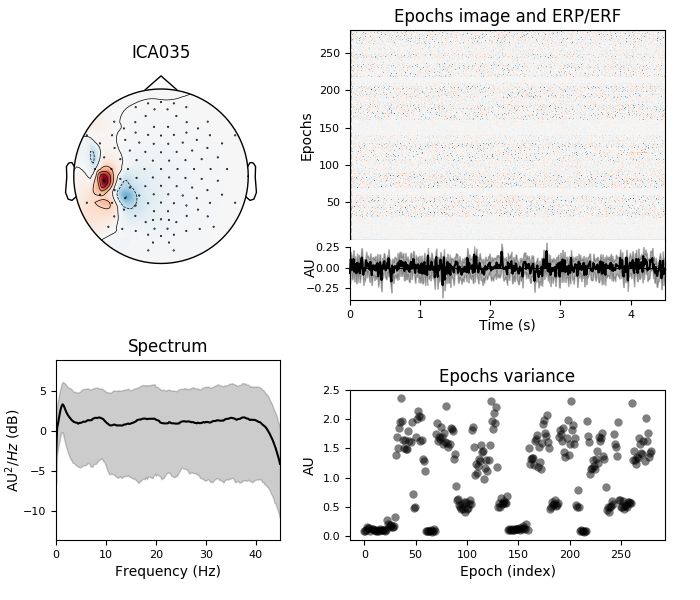 ICA035
Epochs image and ERP/ERF
Epochs
250
200
150
100
50
AU
0.25
0.00
−0.25
0 1 2 3 4
Time (s)
Spectrum
AU²/Hz (dB)
5
0
−5
−10
0 10 20 30 40
Frequency (Hz)
Epochs variance
AU
2.5
2.0
1.5
1.0
0.5
0.0
0 50 100 150 200 250
Epoch (index)